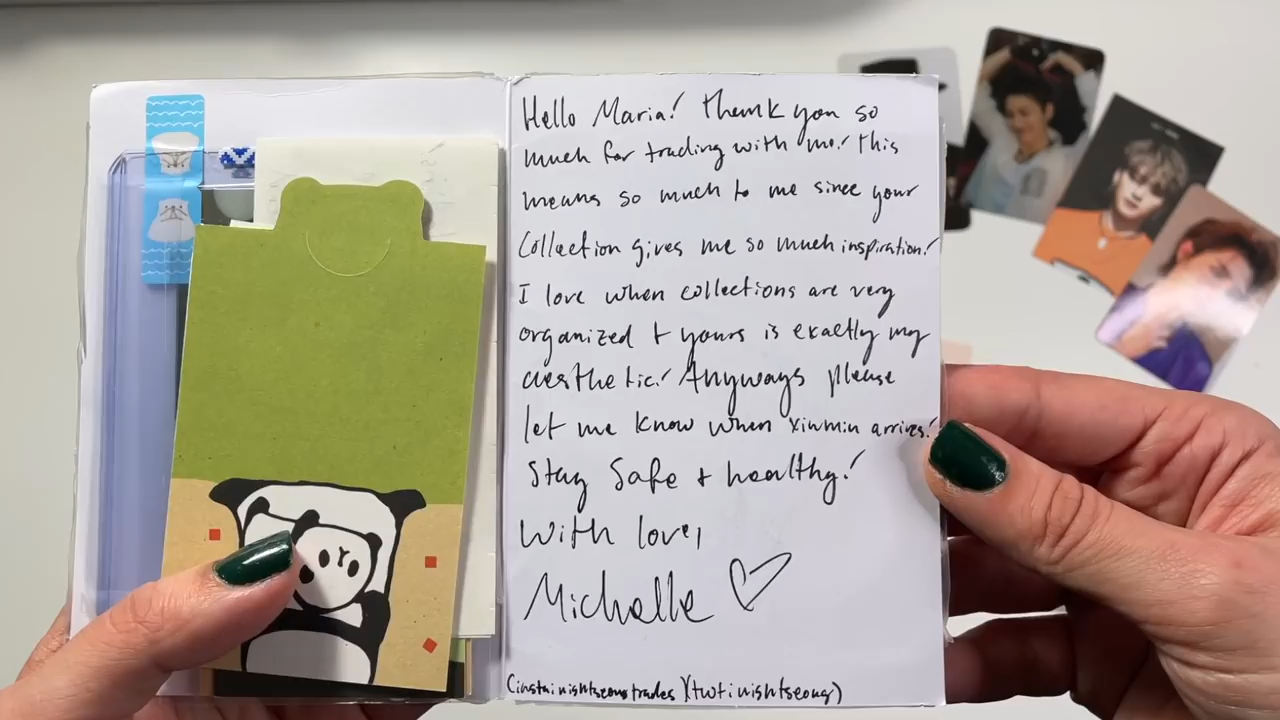 Hello Maria! Thank you so
much for trading with me! this
means so much to me since your
collection gives me so much inspiration!
I love when collections are very
organized + yours is exactly my
aesthetic! Anyways please
let me know when xinmin arrives!
Stay Safe + healthy!
With love,
Michelle